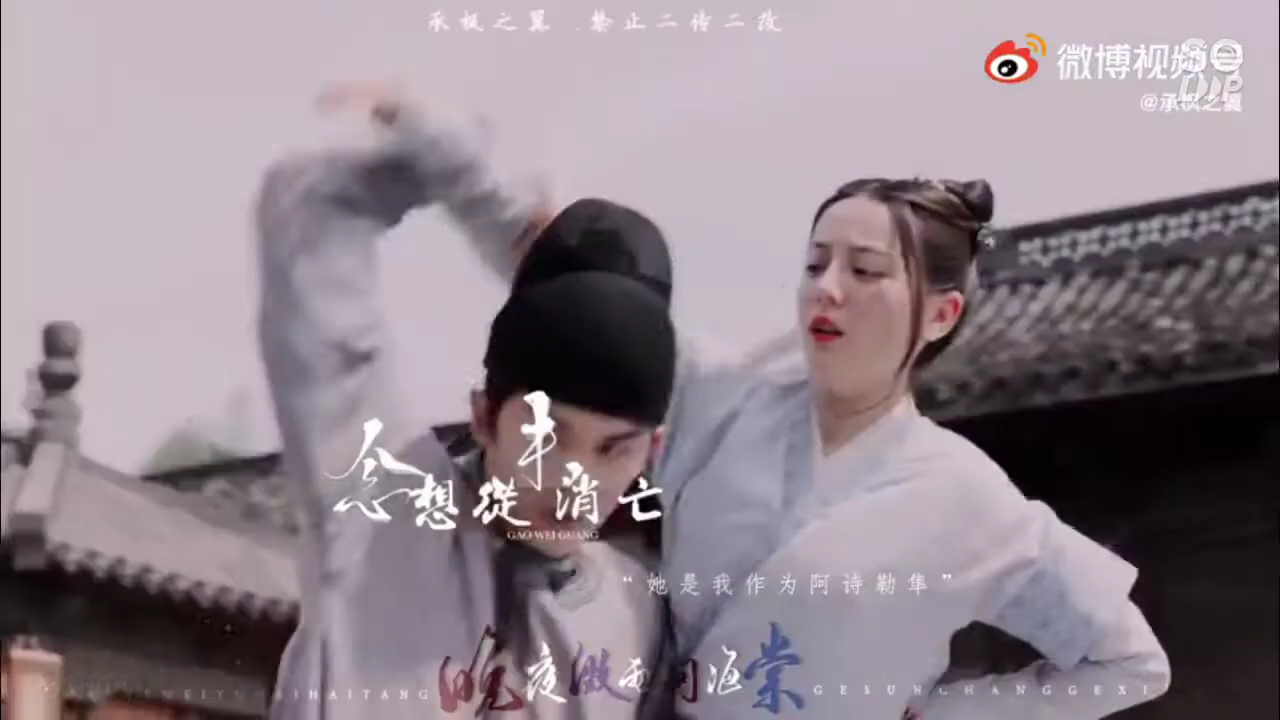 承枫之翼 .禁止二传二改
微博视频号
@承枫之翼
念想從未消亡
GAO WEI GUANG
“她是我作为阿诗勒隼”
晚夜微雨问海棠
GESUNCHANGGEXI